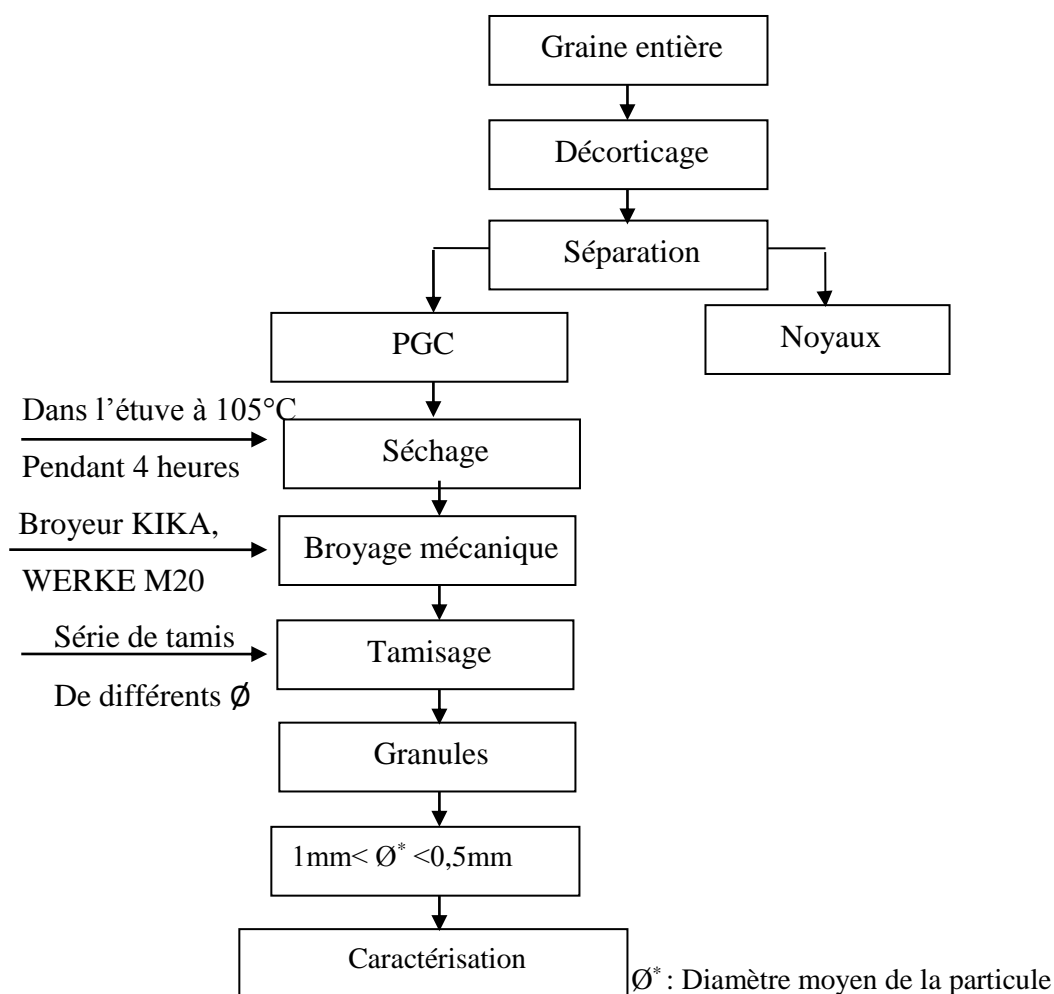 Graine entière
Décorticage
Séparation
PGC
Noyaux
Dans l’étuve à 105°C
Pendant 4 heures
Séchage
Broyeur KIKA,
WERKE M20
Broyage mécanique
Série de tamis
De différents Ø
Tamisage
Granules
1mm< Ø* <0,5mm
Caractérisation
Ø* : Diamètre moyen de la particule